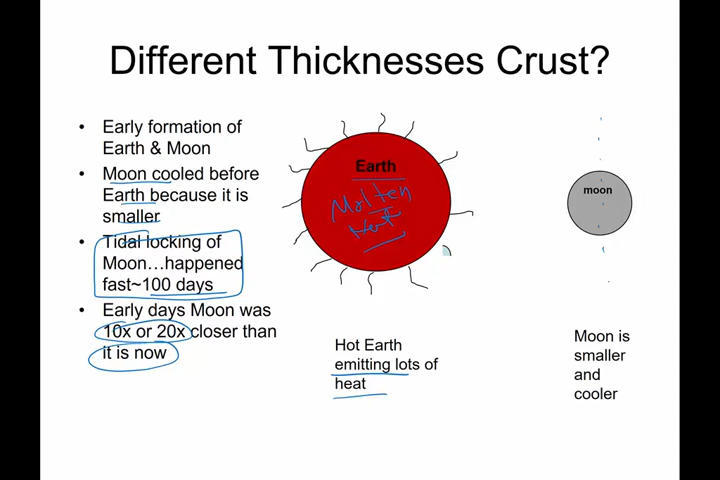 Different Thicknesses Crust?
• Early formation of
Earth & Moon
• Moon cooled before
Earth because it is
smaller
• Tidal locking of
Moon…happened
fast~100 days
• Early days Moon was
10x or 20x closer than
it is now
Earth
Molten
Hot
Hot Earth
emitting lots of
heat
moon
Moon is
smaller
and
cooler